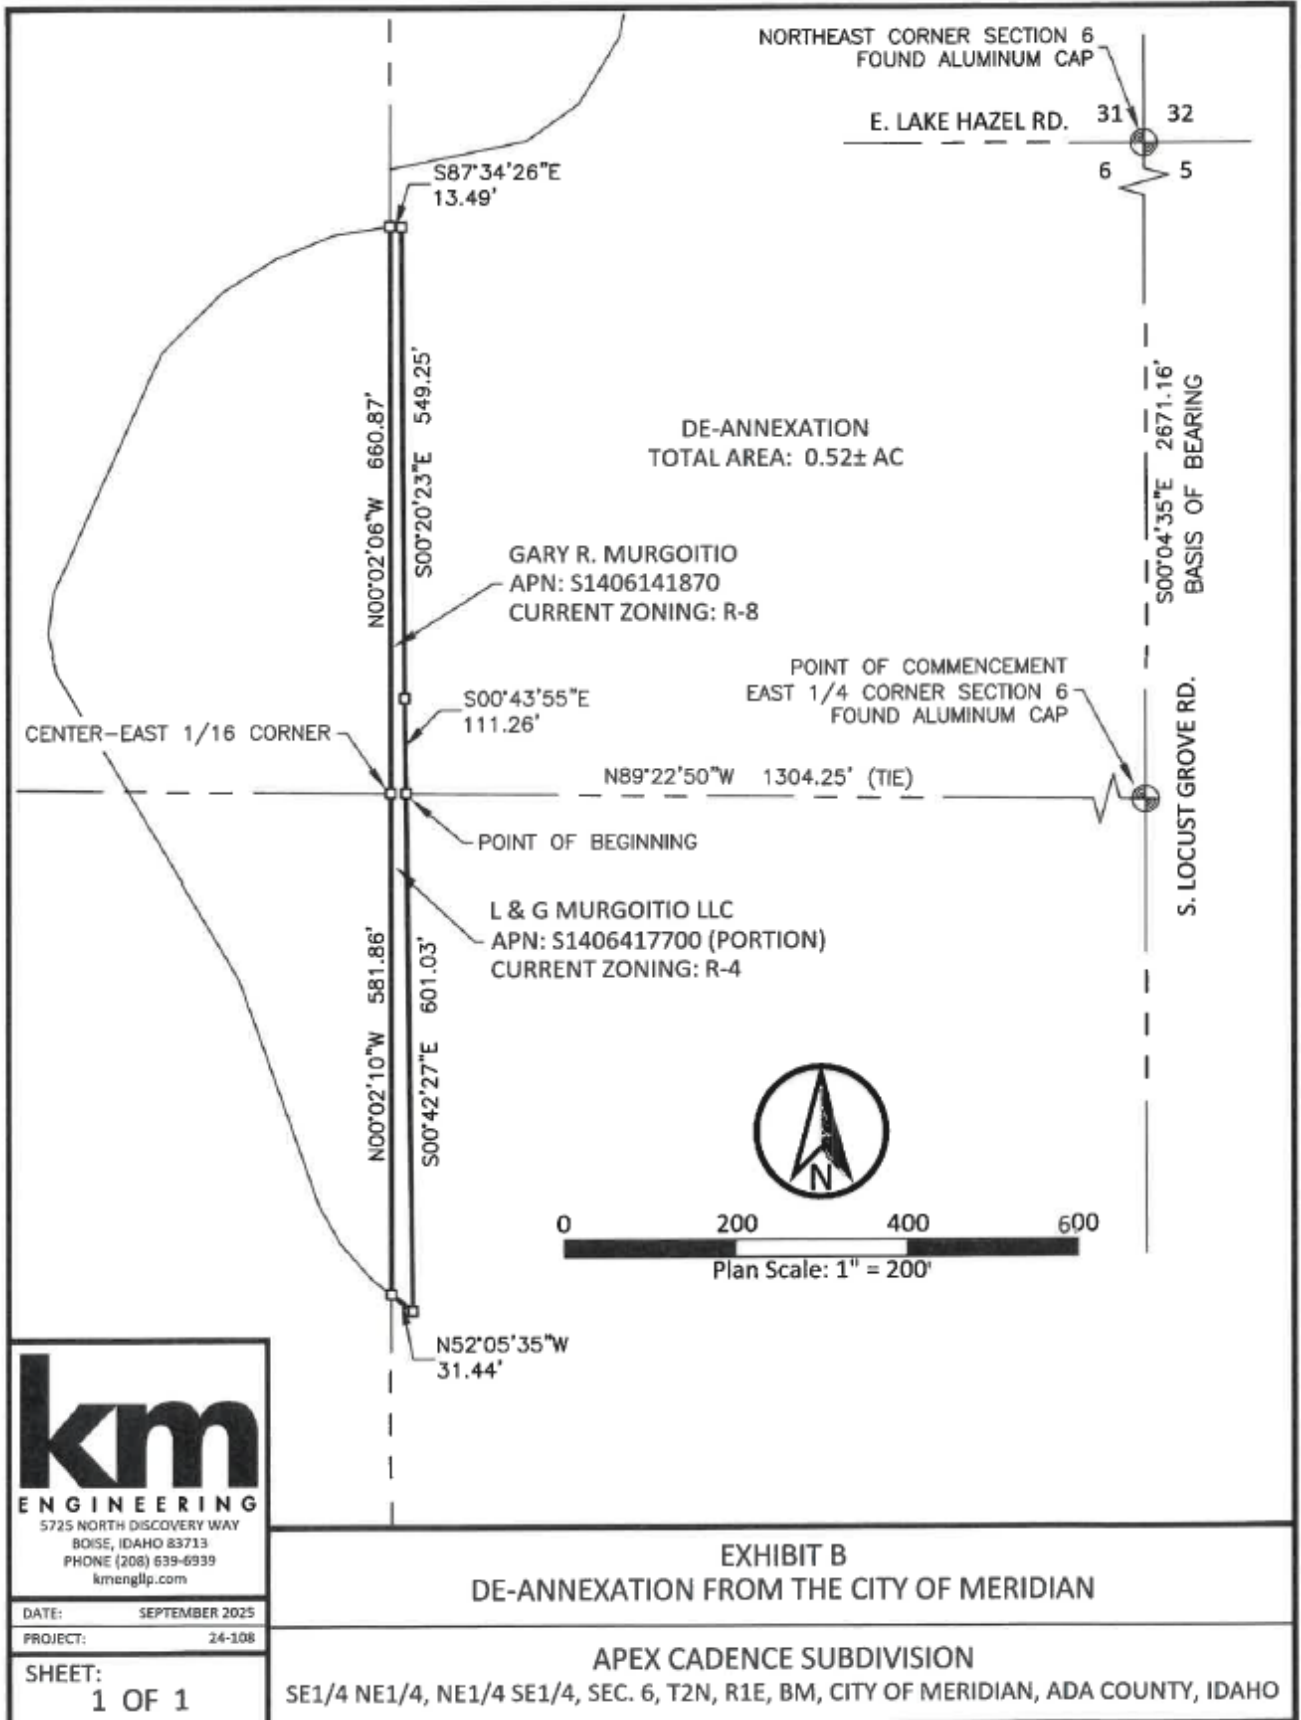 NORTHEAST CORNER SECTION 6
FOUND ALUMINUM CAP
E. LAKE HAZEL RD.
31 32
6 5
S87°34'26"E
13.49'
N00°02'06"W 660.87'
S00°20'23"E 549.25'
DE-ANNEXATION
TOTAL AREA: 0.52± AC
S00°04'35"E 2671.16'
BASIS OF BEARING
GARY R. MURGOITIO
APN: S1406141870
CURRENT ZONING: R-8
POINT OF COMMENCEMENT
EAST 1/4 CORNER SECTION 6
FOUND ALUMINUM CAP
S00°43'55"E
111.26'
CENTER-EAST 1/16 CORNER
N89°22'50"W 1304.25' (TIE)
S. LOCUST GROVE RD.
POINT OF BEGINNING
L & G MURGOITIO LLC
APN: S1406417700 (PORTION)
CURRENT ZONING: R-4
N00°02'10"W 581.86'
S00°42'27"E 601.03'
N
0 200 400 600
Plan Scale: 1" = 200'
N52°05'35"W
31.44'
km
ENGINEERING
5725 NORTH DISCOVERY WAY
BOISE, IDAHO 83713
PHONE (208) 639-6939
kmengllp.com
DATE: SEPTEMBER 2025
PROJECT: 24-108
SHEET:
1 OF 1
EXHIBIT B
DE-ANNEXATION FROM THE CITY OF MERIDIAN
APEX CADENCE SUBDIVISION
SE1/4 NE1/4, NE1/4 SE1/4, SEC. 6, T2N, R1E, BM, CITY OF MERIDIAN, ADA COUNTY, IDAHO